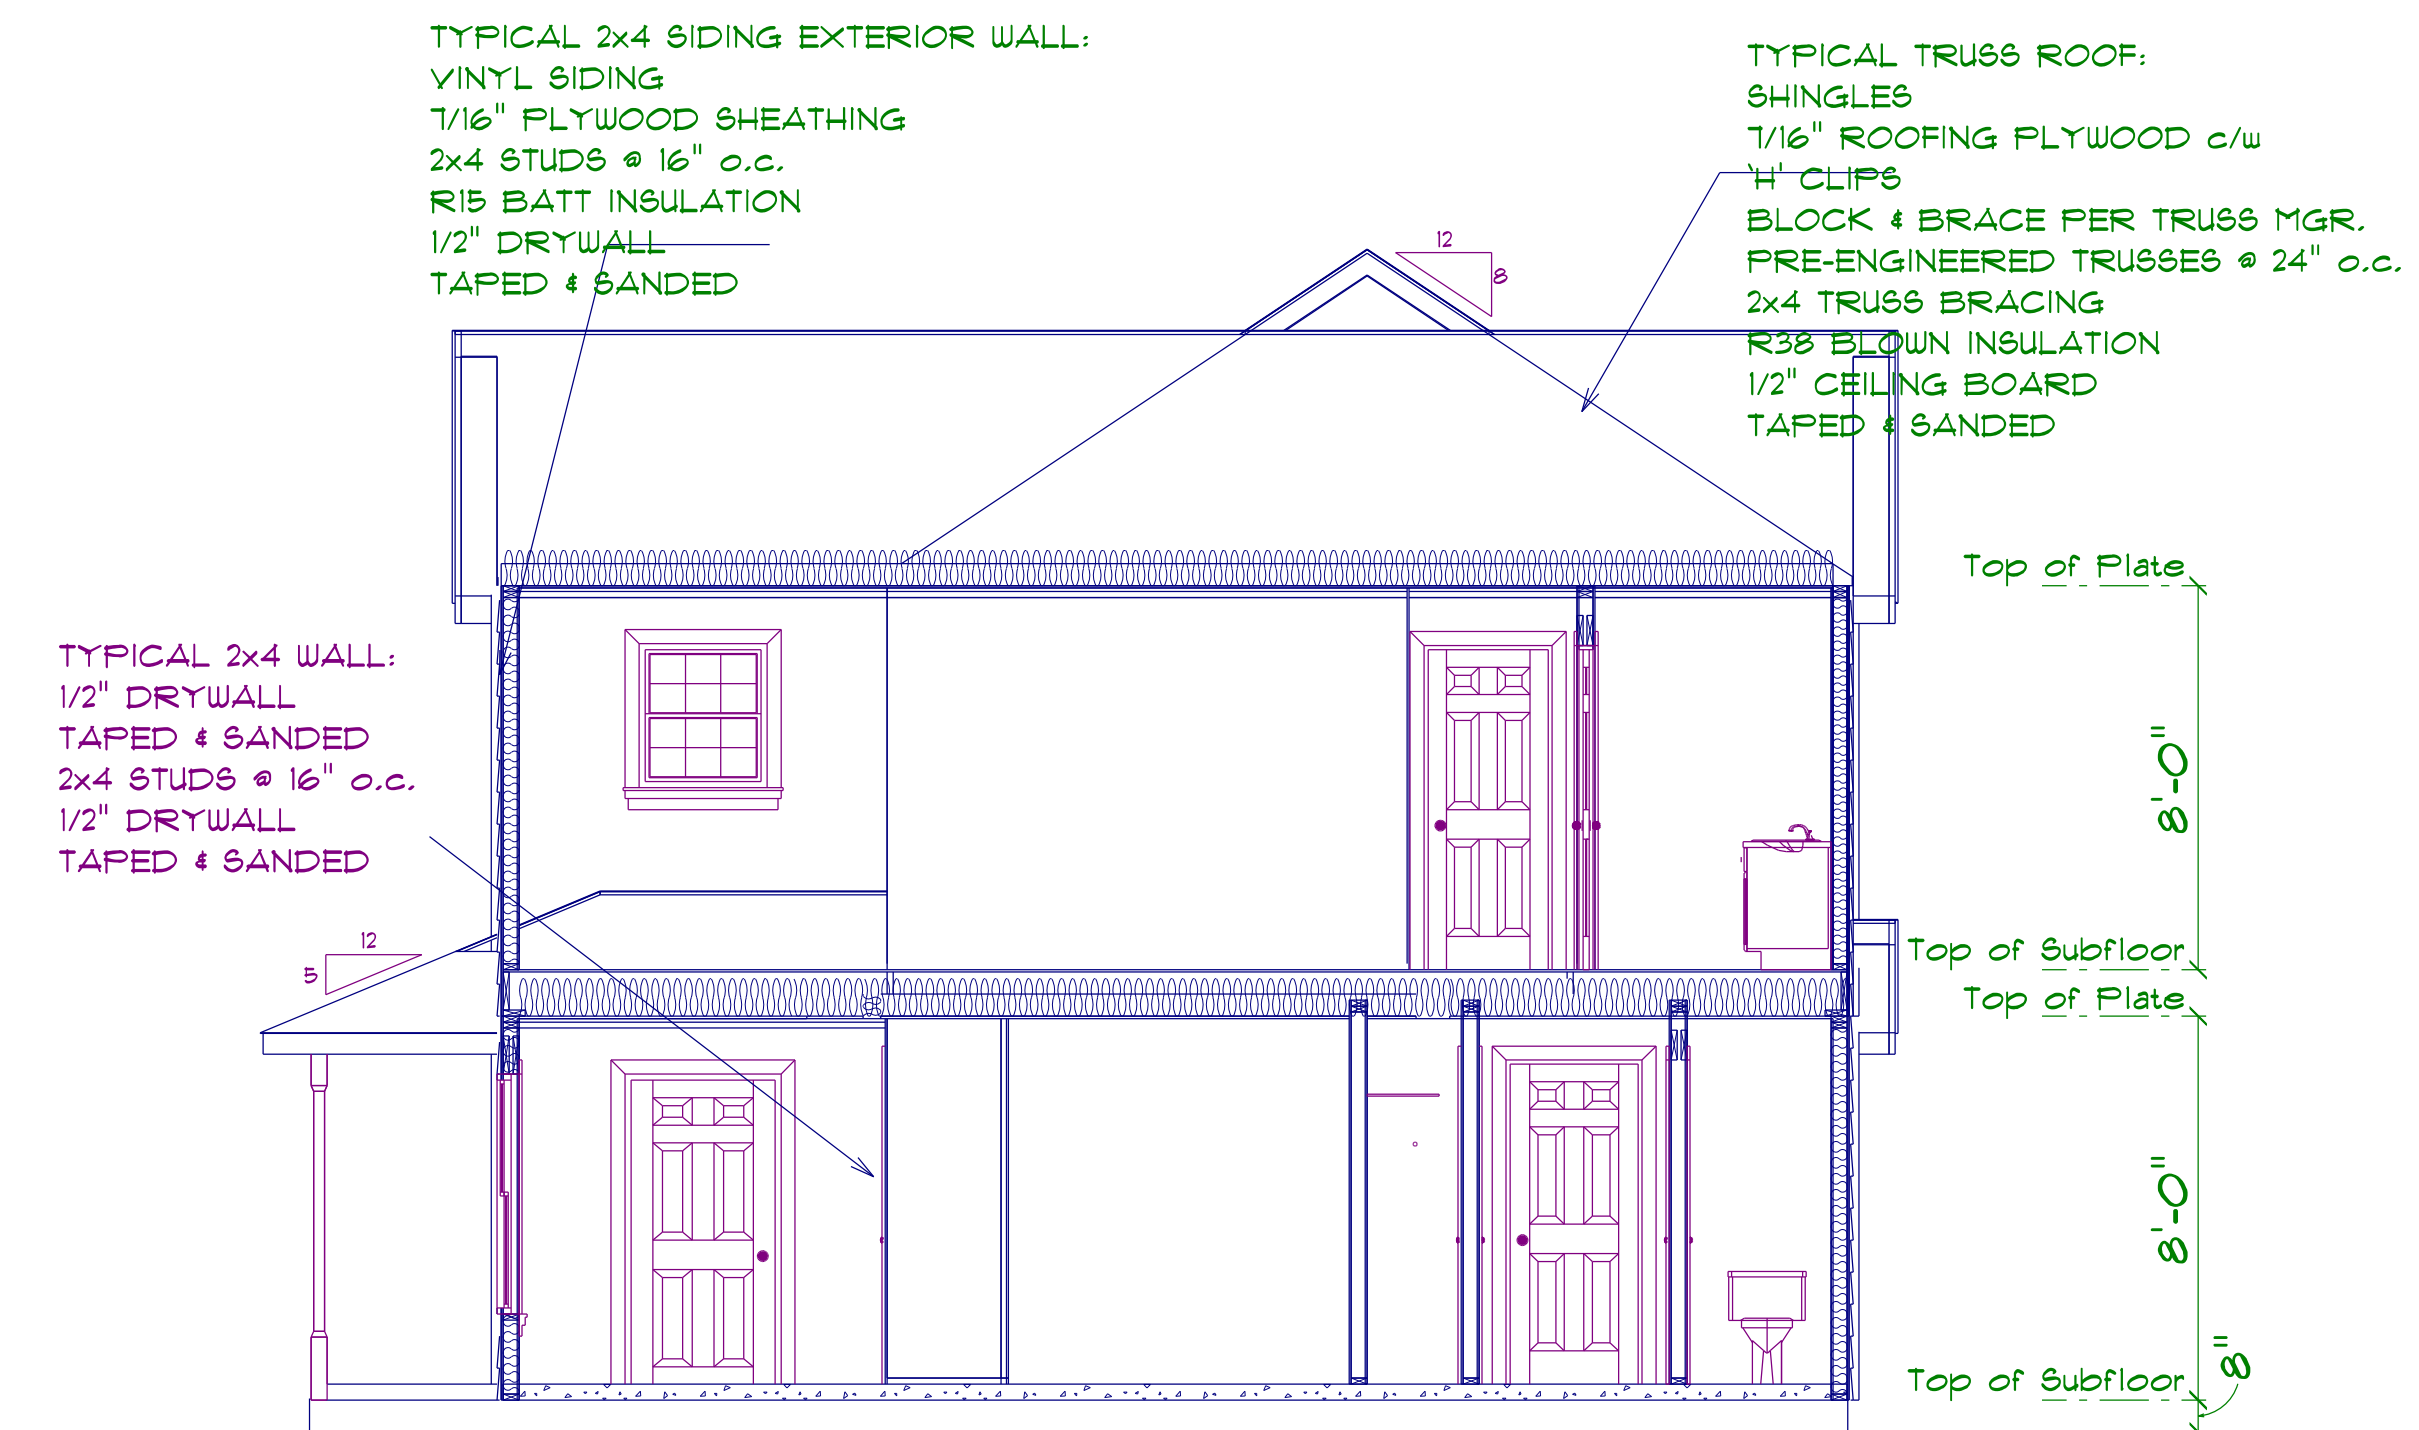 TYPICAL 2x4 SIDING EXTERIOR WALL:
VINYL SIDING
7/16" PLYWOOD SHEATHING
2x4 STUDS @ 16" o.c.
R15 BATT INSULATION
1/2" DRYWALL
TAPED & SANDED
TYPICAL TRUSS ROOF:
SHINGLES
7/16" ROOFING PLYWOOD c/w
'H' CLIPS
BLOCK & BRACE PER TRUSS MGR.
PRE-ENGINEERED TRUSSES @ 24" o.c.
2x4 TRUSS BRACING
R38 BLOWN INSULATION
1/2" CEILING BOARD
TAPED & SANDED
12
8
TYPICAL 2x4 WALL:
1/2" DRYWALL
TAPED & SANDED
2x4 STUDS @ 16" o.c.
1/2" DRYWALL
TAPED & SANDED
12
5
Top of Plate
8'-0"
Top of Subfloor
Top of Plate
8'-0"
Top of Subfloor
8"